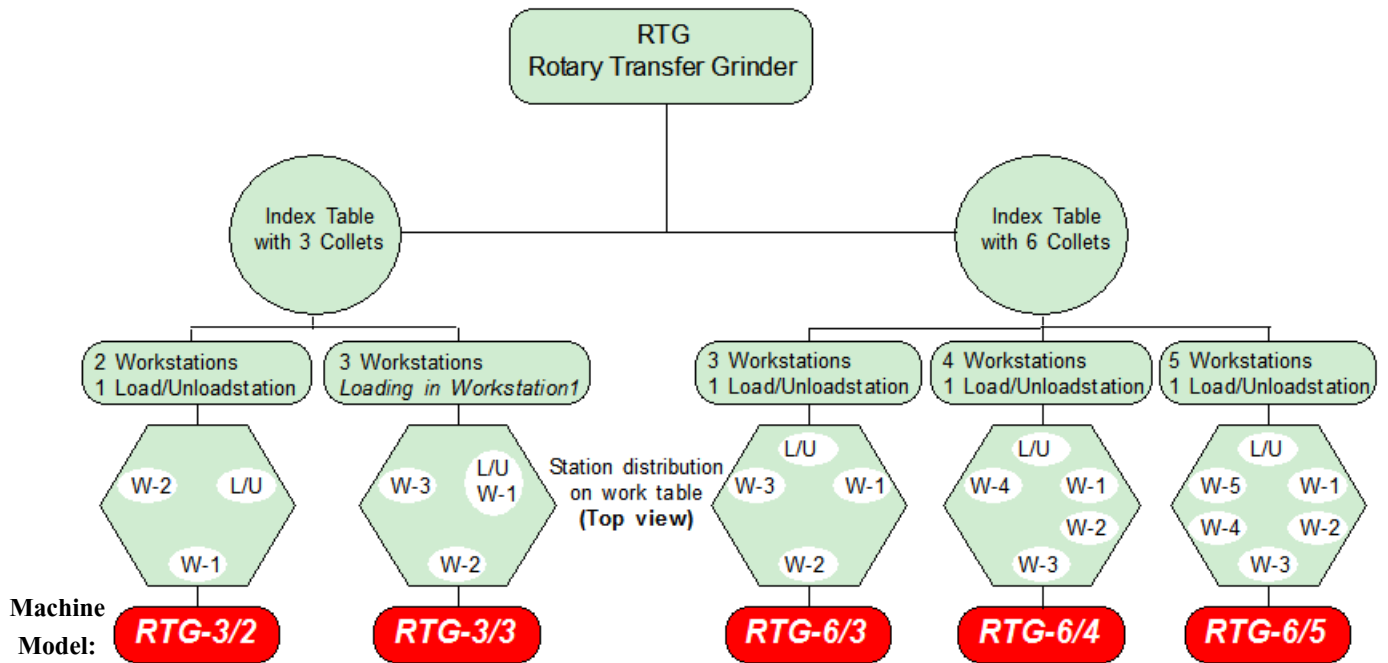 RTG
Rotary Transfer Grinder
Index Table
with 3 Collets
Index Table
with 6 Collets
2 Workstations
1 Load/Unloadstation
3 Workstations
Loading in Workstation1
3 Workstations
1 Load/Unloadstation
4 Workstations
1 Load/Unloadstation
5 Workstations
1 Load/Unloadstation
W-2
L/U
W-1
L/U
W-1
W-3
W-2
Station distribution
on work table
(Top view)
L/U
W-3
W-1
W-2
L/U
W-4
W-1
W-2
W-3
L/U
W-5
W-1
W-4
W-2
W-3
Machine
Model:
RTG-3/2
RTG-3/3
RTG-6/3
RTG-6/4
RTG-6/5